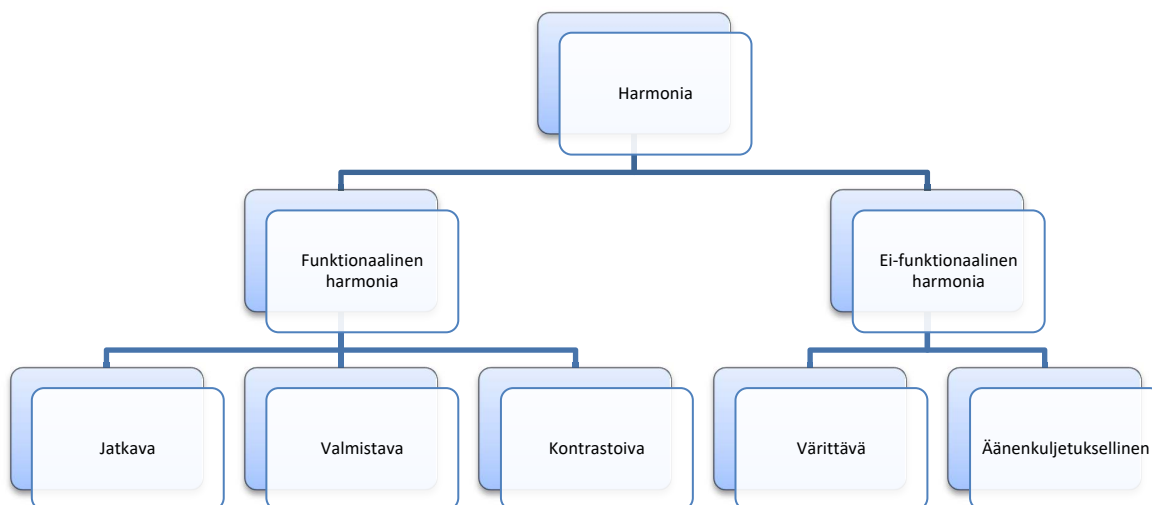 Harmonia
Funktionaalinen
harmonia
Ei-funktionaalinen
harmonia
Jatkava
Valmistava
Kontrastoiva
Värittävä
Äänenkuljetuksellinen